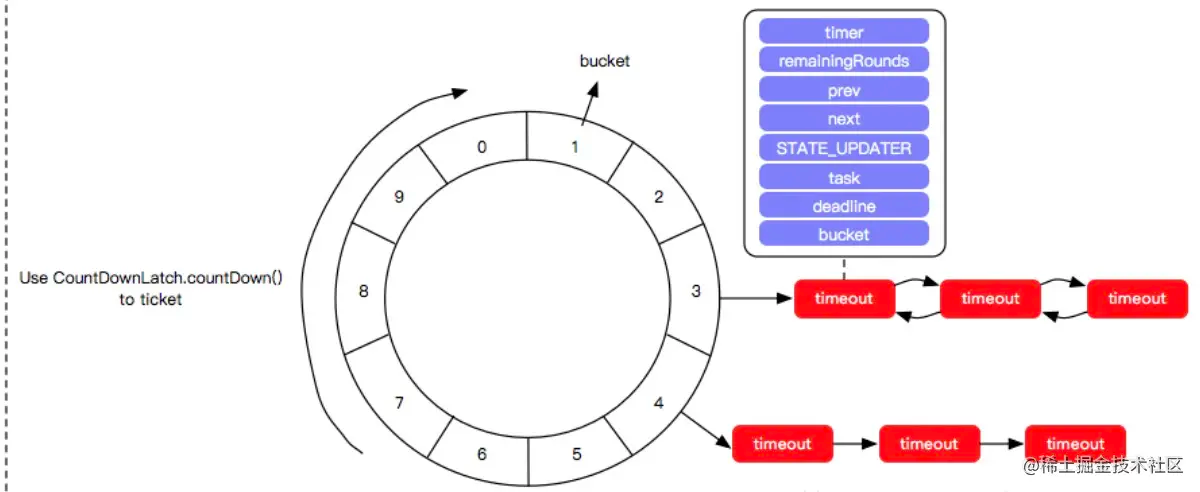 timer
remainingRounds
prev
next
STATE_UPDATER
task
deadline
bucket
bucket
0
1
2
3
4
5
6
7
8
9
Use CountDownLatch.countDown()
to ticket
timeout
timeout
timeout
timeout
timeout
timeout
@稀土掘金技术社区